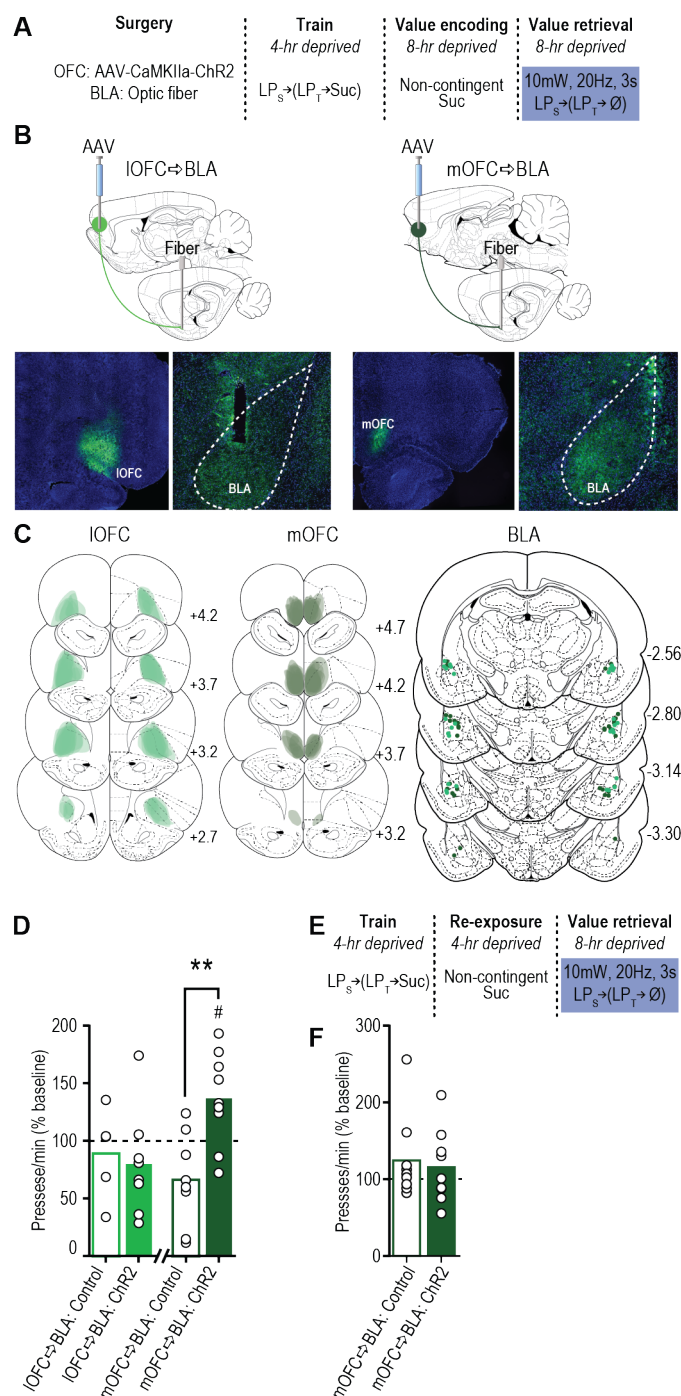 A
Surgery
OFC: AAV-CaMKIIa-ChR2
BLA: Optic fiber
Train
4-hr deprived
LPS➔(LPT➔Suc)
Value encoding
8-hr deprived
Non-contingent
Suc
Value retrieval
8-hr deprived
10mW, 20Hz, 3s
LPS➔(LPT➔ Ø)
B
AAV
lOFC⇨BLA
Fiber
AAV
mOFC⇨BLA
Fiber
lOFC
BLA
mOFC
BLA
C
lOFC
+4.2
+3.7
+3.2
+2.7
mOFC
+4.7
+4.2
+3.7
+3.2
BLA
-2.56
-2.80
-3.14
-3.30
D
**
#
Pressese/min (% baseline)
200
150
100
50
0
lOFC⇨BLA: Control
lOFC⇨BLA: ChR2
mOFC⇨BLA: Control
mOFC⇨BLA: ChR2
E
Train
4-hr deprived
LPS➔(LPT➔Suc)
Re-exposure
4-hr deprived
Non-contingent
Suc
Value retrieval
8-hr deprived
10mW, 20Hz, 3s
LPS➔(LPT➔ Ø)
F
Pressses/min (% baseline)
300
200
100
0
mOFC⇨BLA: Control
mOFC⇨BLA: ChR2